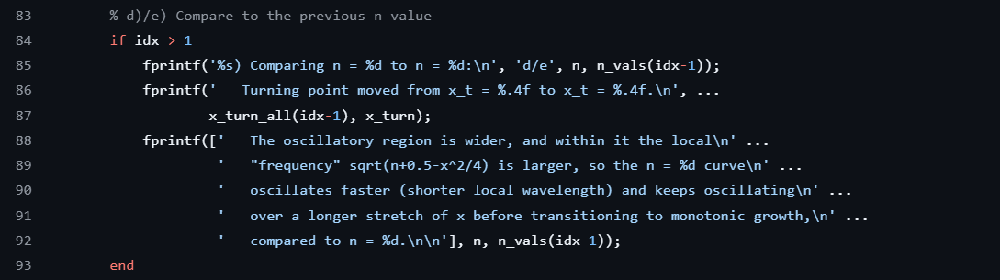 83 % d)/e) Compare to the previous n value
84 if idx > 1
85 fprintf('%s) Comparing n = %d to n = %d:\n', 'd/e', n, n_vals(idx-1));
86 fprintf('   Turning point moved from x_t = %.4f to x_t = %.4f.\n', ...
87 x_turn_all(idx-1), x_turn);
88 fprintf(['   The oscillatory region is wider, and within it the local\n' ...
89 '   "frequency" sqrt(n+0.5-x^2/4) is larger, so the n = %d curve\n' ...
90 '   oscillates faster (shorter local wavelength) and keeps oscillating\n' ...
91 '   over a longer stretch of x before transitioning to monotonic growth,\n' ...
92 '   compared to n = %d.\n\n'], n, n_vals(idx-1));
93 end